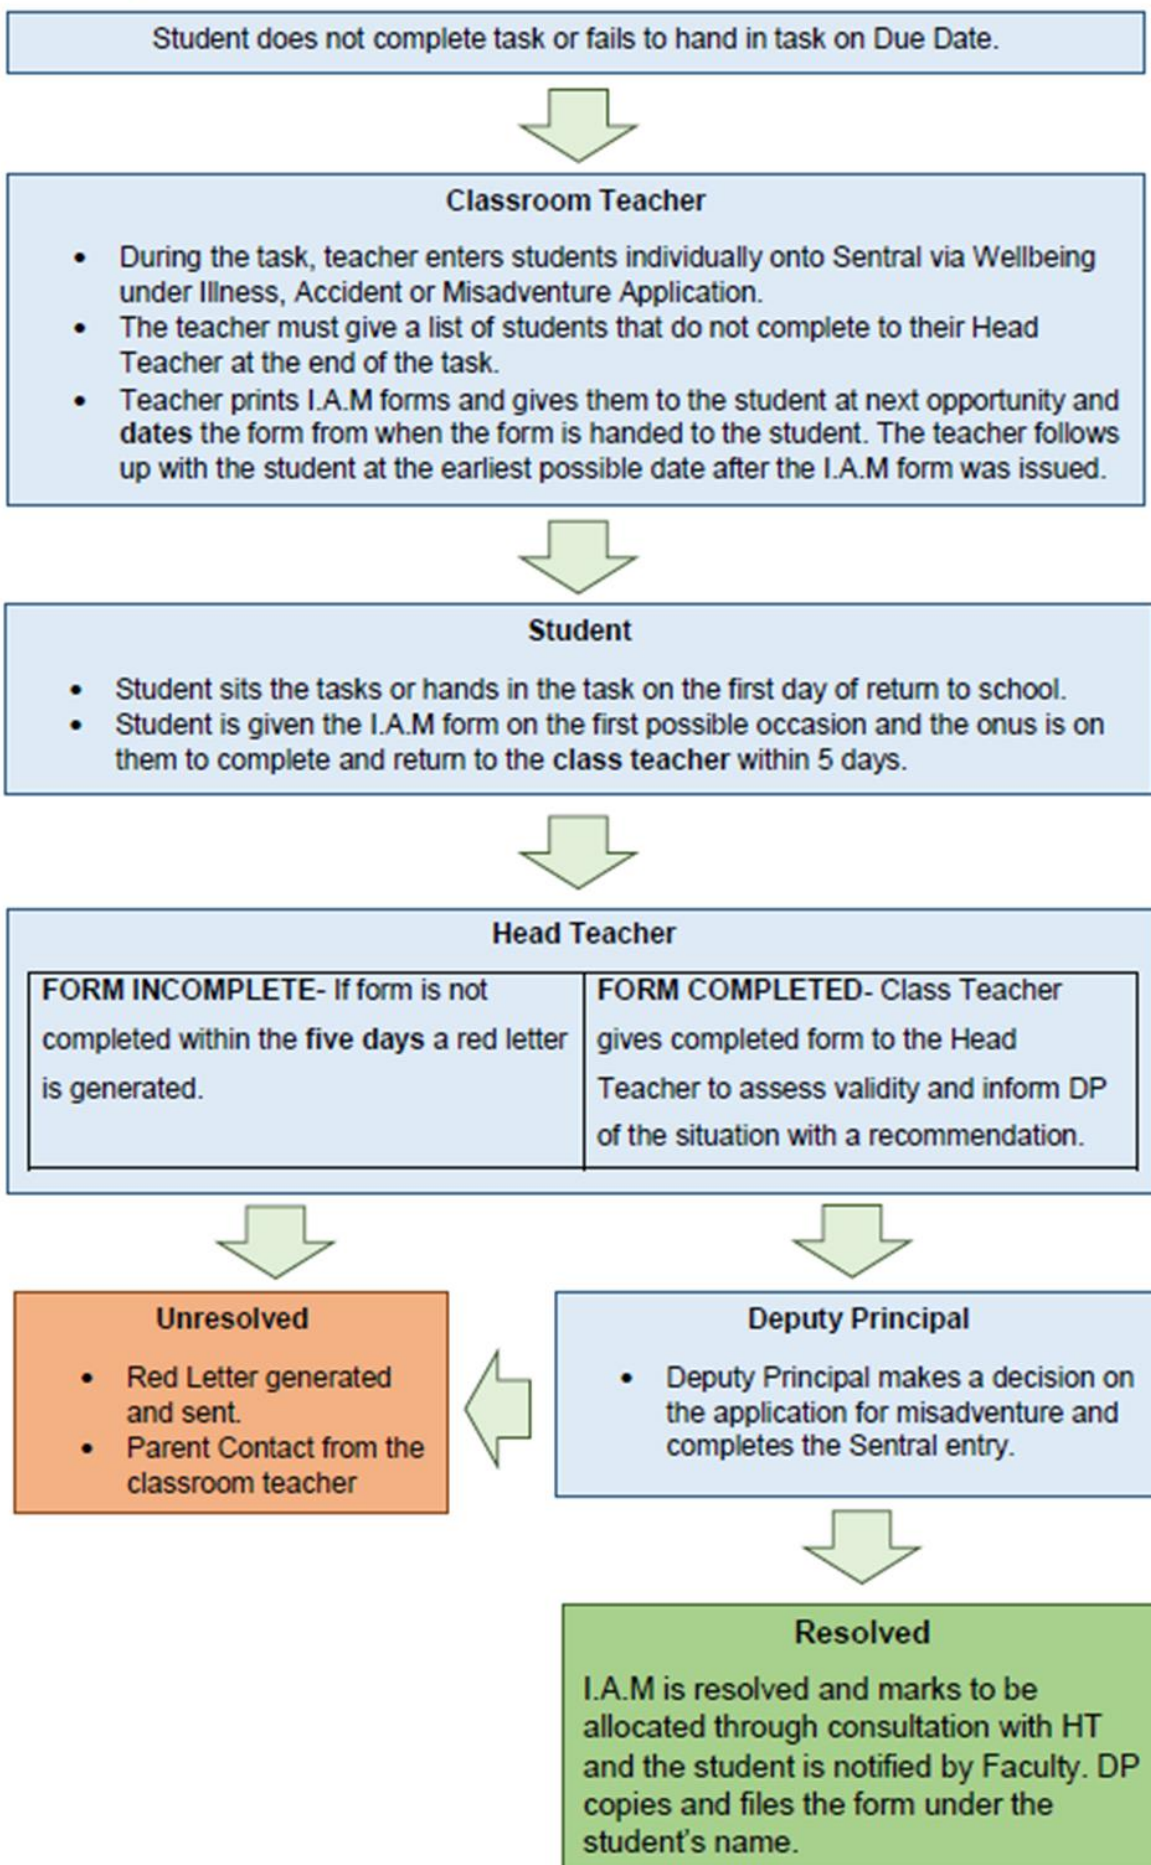 Student does not complete task or fails to hand in task on Due Date.
Classroom Teacher
• During the task, teacher enters students individually onto Sentral via Wellbeing
under Illness, Accident or Misadventure Application.
• The teacher must give a list of students that do not complete to their Head
Teacher at the end of the task.
• Teacher prints I.A.M forms and gives them to the student at next opportunity and
dates the form from when the form is handed to the student. The teacher follows
up with the student at the earliest possible date after the I.A.M form was issued.
Student
• Student sits the tasks or hands in the task on the first day of return to school.
• Student is given the I.A.M form on the first possible occasion and the onus is on
them to complete and return to the class teacher within 5 days.
Head Teacher
FORM INCOMPLETE- If form is not
completed within the five days a red letter
is generated.
FORM COMPLETED- Class Teacher
gives completed form to the Head
Teacher to assess validity and inform DP
of the situation with a recommendation.
Unresolved
• Red Letter generated
and sent.
• Parent Contact from the
classroom teacher
Deputy Principal
• Deputy Principal makes a decision on
the application for misadventure and
completes the Sentral entry.
Resolved
I.A.M is resolved and marks to be
allocated through consultation with HT
and the student is notified by Faculty. DP
copies and files the form under the
student's name.